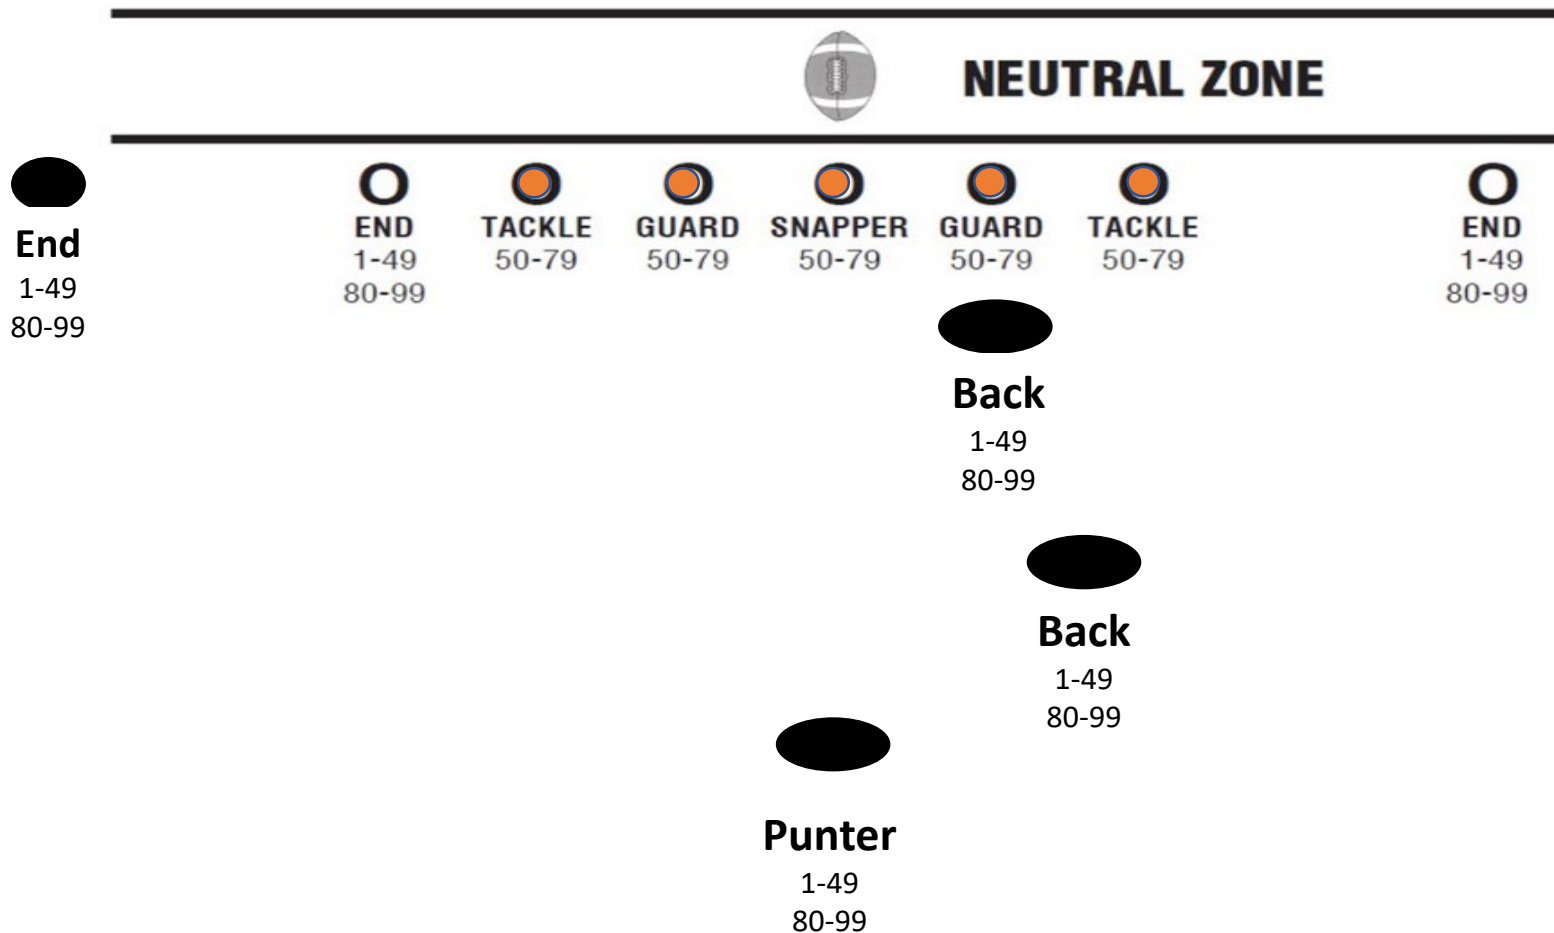 NEUTRAL ZONE
End
1-49
80-99
END
1-49
80-99
TACKLE
50-79
GUARD
50-79
SNAPPER
50-79
GUARD
50-79
TACKLE
50-79
END
1-49
80-99
Back
1-49
80-99
Back
1-49
80-99
Punter
1-49
80-99